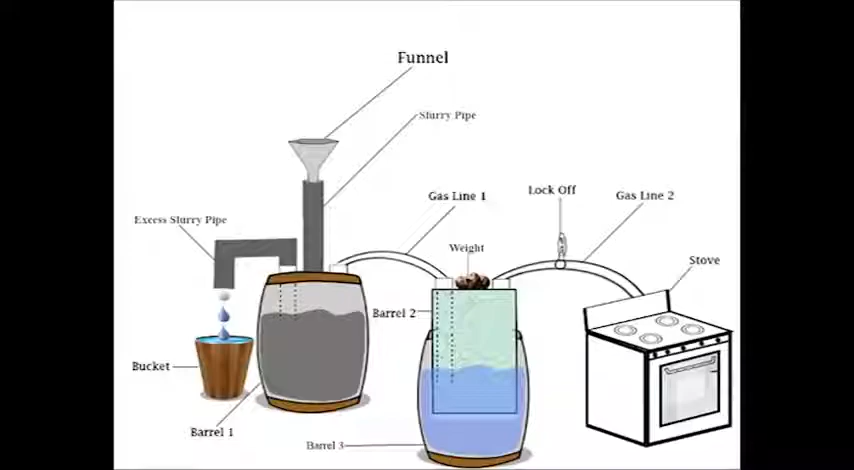 Funnel
Slurry Pipe
Gas Line 1
Lock Off
Gas Line 2
Excess Slurry Pipe
Weight
Stove
Barrel 2
Bucket
Barrel 1
Barrel 3